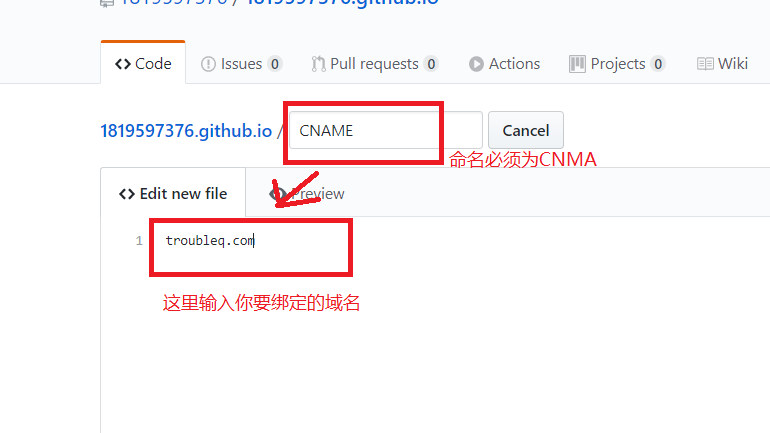 1819597376 / 1819597376.github.io
Code Issues 0 Pull requests 0 Actions Projects 0 Wiki
1819597376.github.io / CNAME Cancel
命名必须为CNMA
Edit new file Preview
1 troubleq.com
这里输入你要绑定的域名